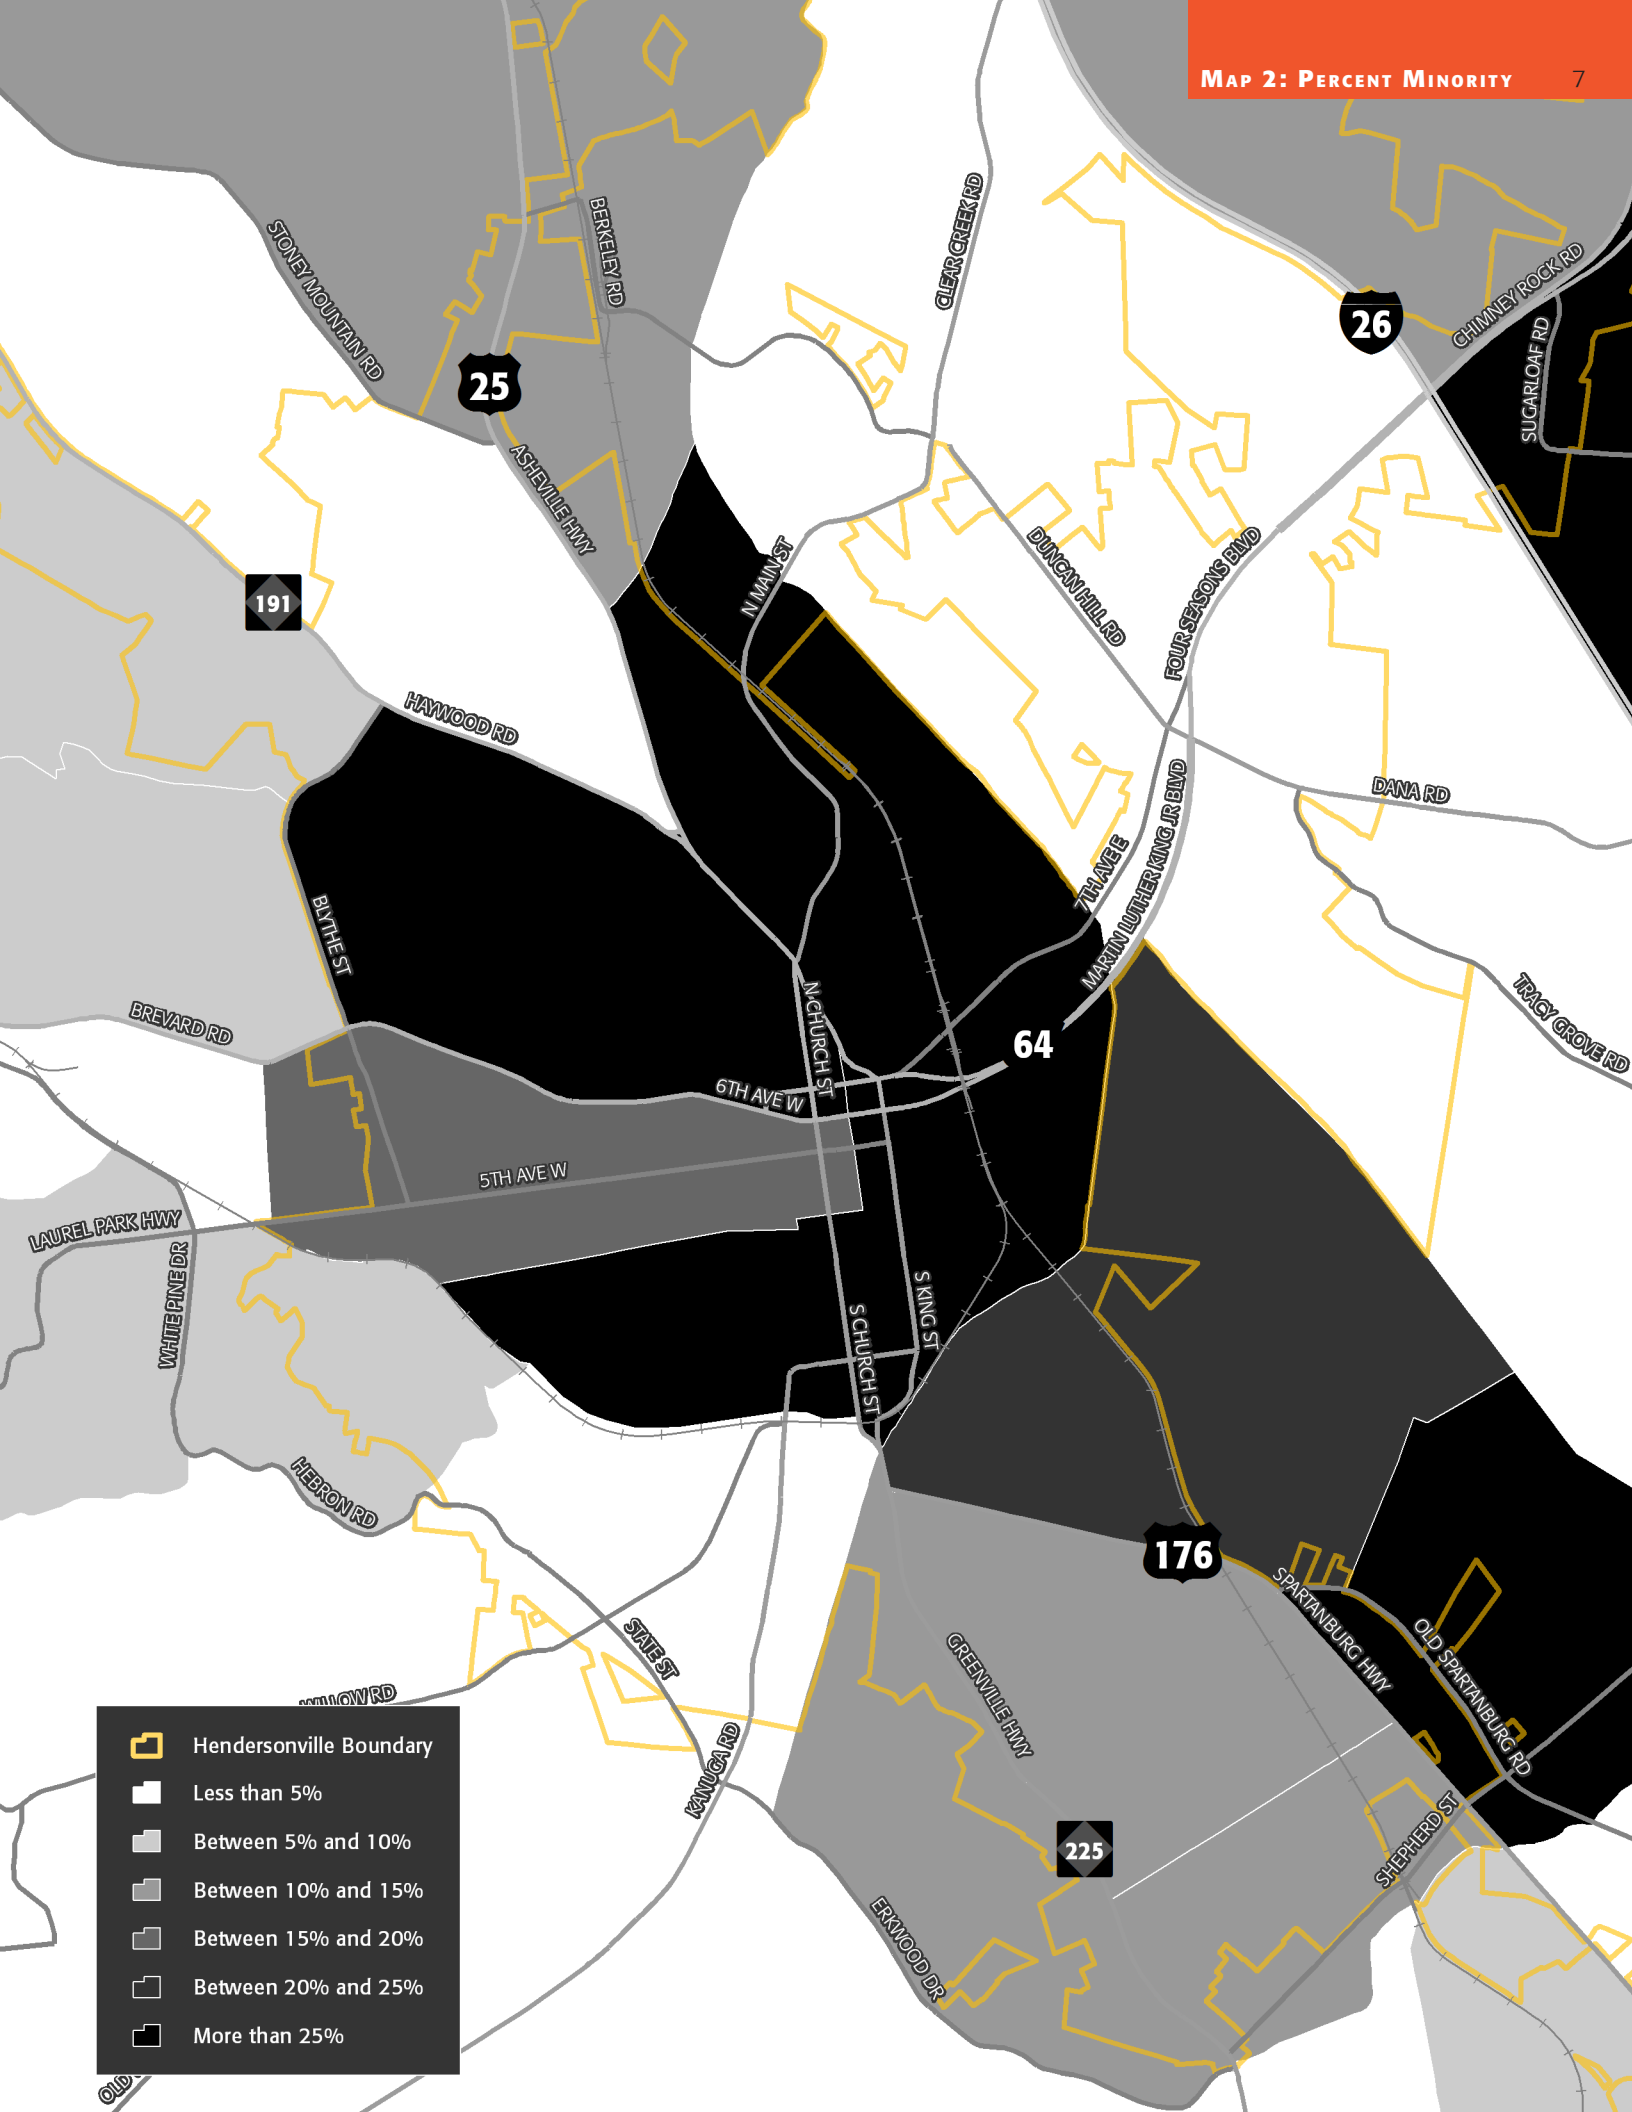 MAP 2: PERCENT MINORITY 7
BERKELEY RD
CLEAR CREEK RD
STONEY MOUNTAIN RD
CHIMNEY ROCK RD
26
SUGARLOAF RD
25
ASHEVILLE HWY
N MAIN ST
DUNCAN HILL RD
FOUR SEASONS BLVD
191
HAYWOOD RD
DANA RD
7TH AVE E
MARTIN LUTHER KING JR BLVD
BLYTHE ST
BREVARD RD
N CHURCH ST
TRACY GROVE RD
64
6TH AVE W
5TH AVE W
LAUREL PARK HWY
WHITE PINE DR
S KING ST
S CHURCH ST
HEBRON RD
176
SPARTANBURG HWY
OLD SPARTANBURG RD
STATE ST
GREENVILLE HWY
WILLOW RD
KANUGA RD
225
SHEPHERD ST
ERKWOOD DR
Hendersonville Boundary
Less than 5%
Between 5% and 10%
Between 10% and 15%
Between 15% and 20%
Between 20% and 25%
More than 25%
OLD